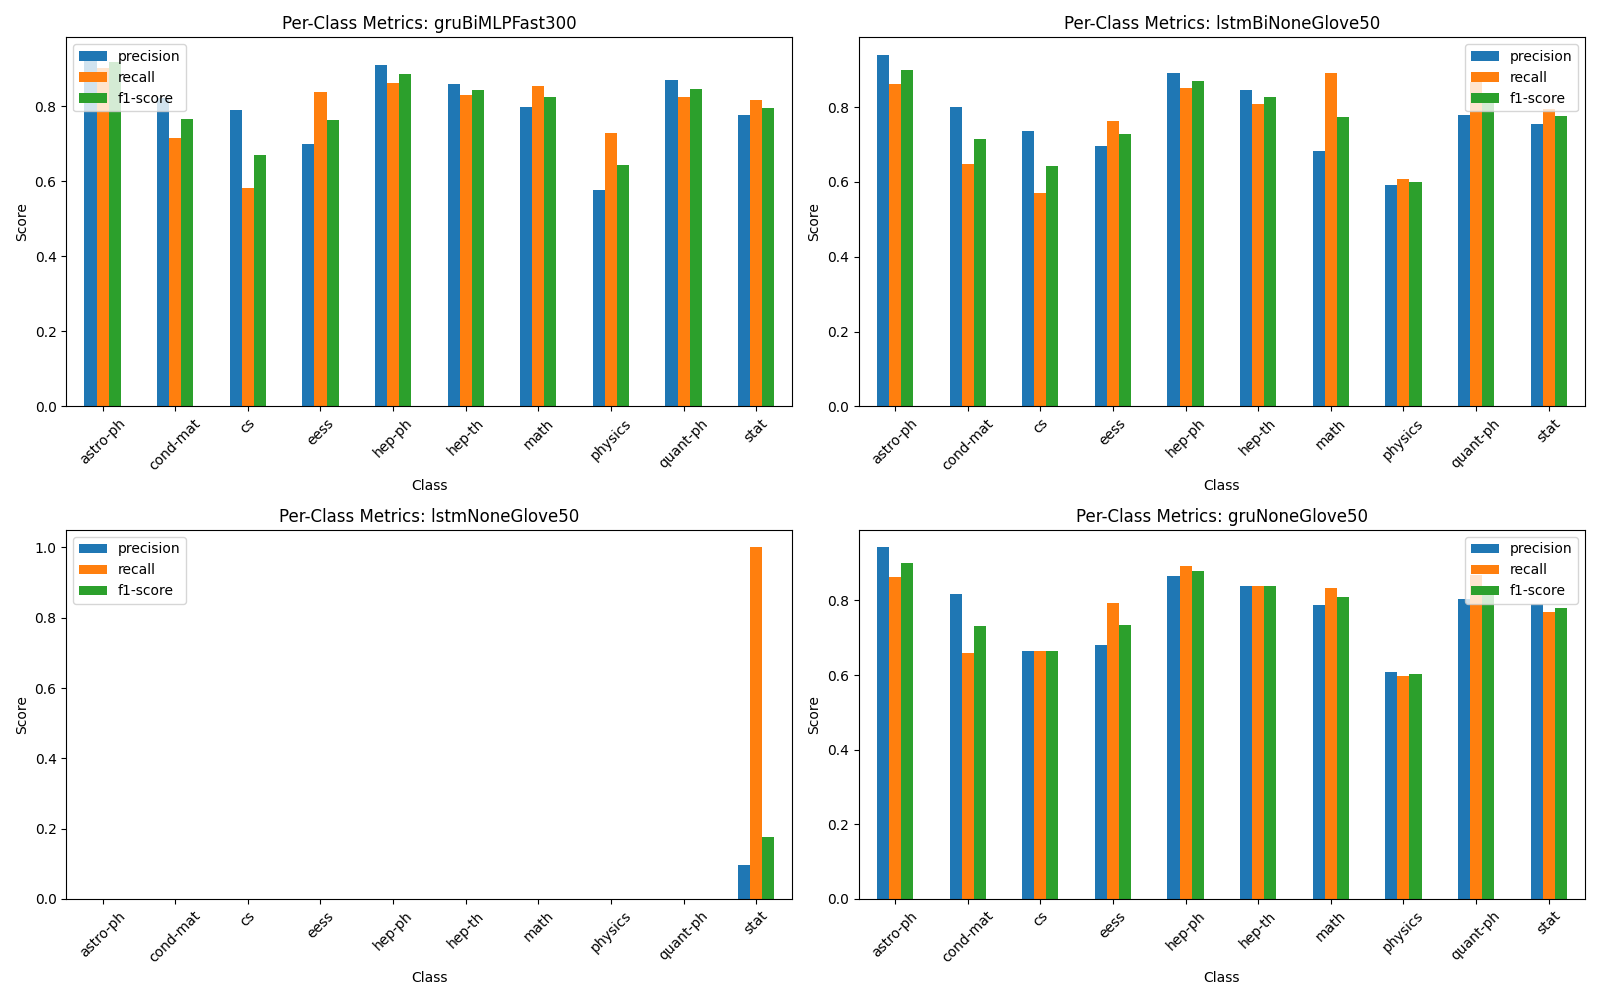 Per-Class Metrics: gruBiMLPFast300
precision
recall
f1-score
Score
0.8
0.6
0.4
0.2
0.0
astro-ph
cond-mat
cs
eess
hep-ph
hep-th
math
physics
quant-ph
stat
Class
Per-Class Metrics: lstmBiNoneGlove50
precision
recall
f1-score
Score
0.8
0.6
0.4
0.2
0.0
astro-ph
cond-mat
cs
eess
hep-ph
hep-th
math
physics
quant-ph
stat
Class
Per-Class Metrics: lstmNoneGlove50
precision
recall
f1-score
Score
1.0
0.8
0.6
0.4
0.2
0.0
astro-ph
cond-mat
cs
eess
hep-ph
hep-th
math
physics
quant-ph
stat
Class
Per-Class Metrics: gruNoneGlove50
precision
recall
f1-score
Score
0.8
0.6
0.4
0.2
0.0
astro-ph
cond-mat
cs
eess
hep-ph
hep-th
math
physics
quant-ph
stat
Class